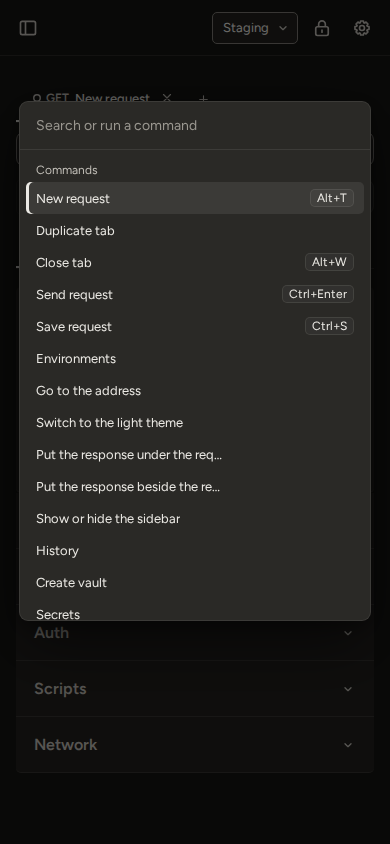 Staging
GET New request
Search or run a command
Commands
New request Alt+T
Duplicate tab
Close tab Alt+W
Send request Ctrl+Enter
Save request Ctrl+S
Environments
Go to the address
Switch to the light theme
Put the response under the req...
Put the response beside the re...
Show or hide the sidebar
History
Create vault
Secrets
Auth
Scripts
Network